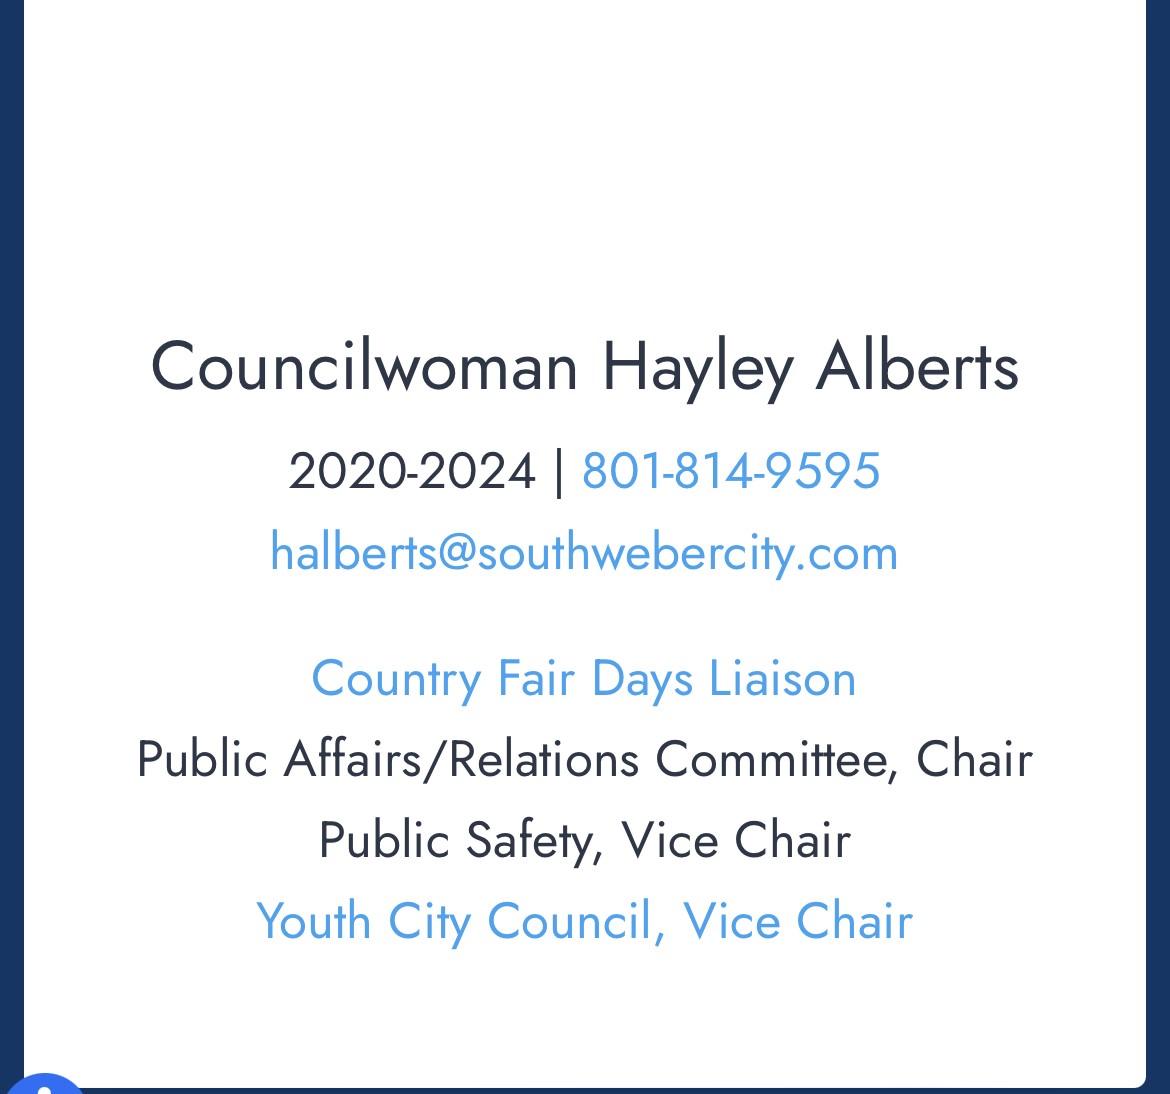 Councilwoman Hayley Alberts
2020-2024 | 801-814-9595
halberts@southwebercity.com
Country Fair Days Liaison
Public Affairs/Relations Committee, Chair
Public Safety, Vice Chair
Youth City Council, Vice Chair